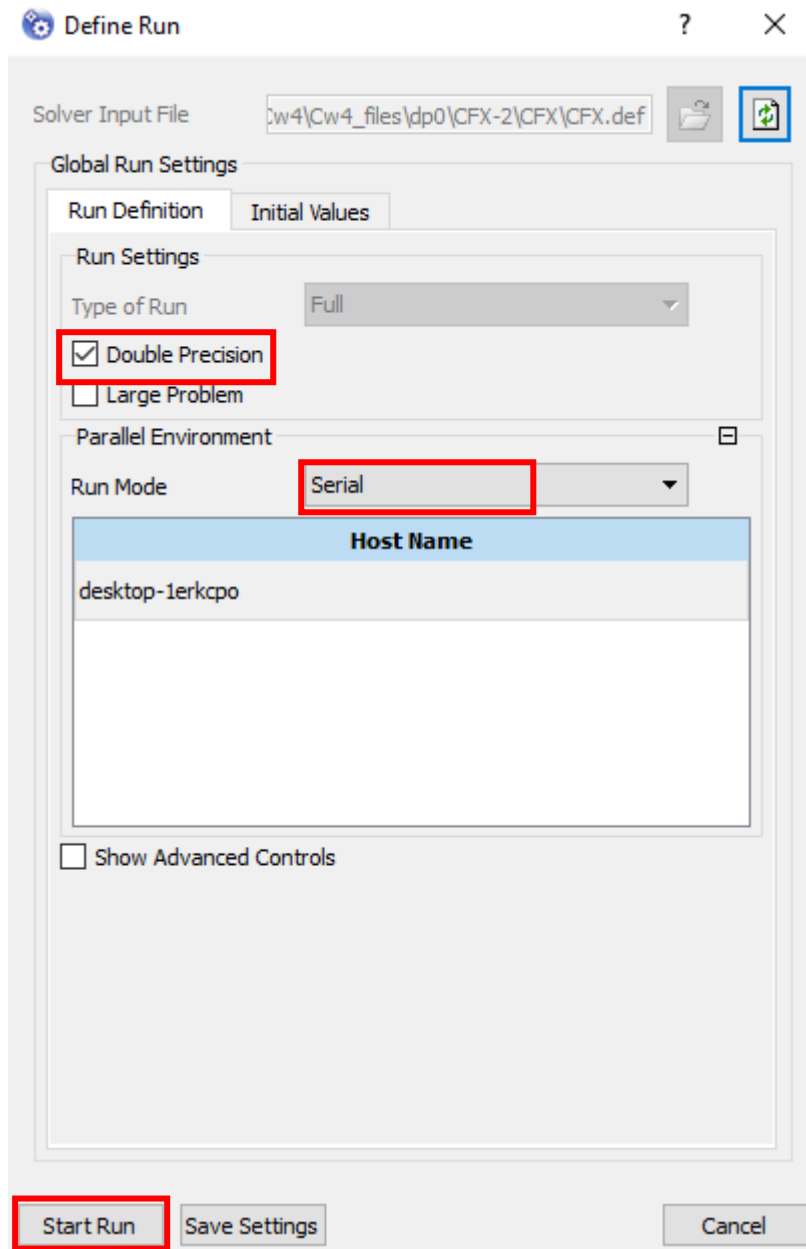 Define Run
?
Solver Input File
Cw4\Cw4_files\dp0\CFX-2\CFX\CFX.def
Global Run Settings
Run Definition
Initial Values
Run Settings
Type of Run
Full
Double Precision
Large Problem
Parallel Environment
Run Mode
Serial
Host Name
desktop-1erkcpo
Show Advanced Controls
Start Run
Save Settings
Cancel